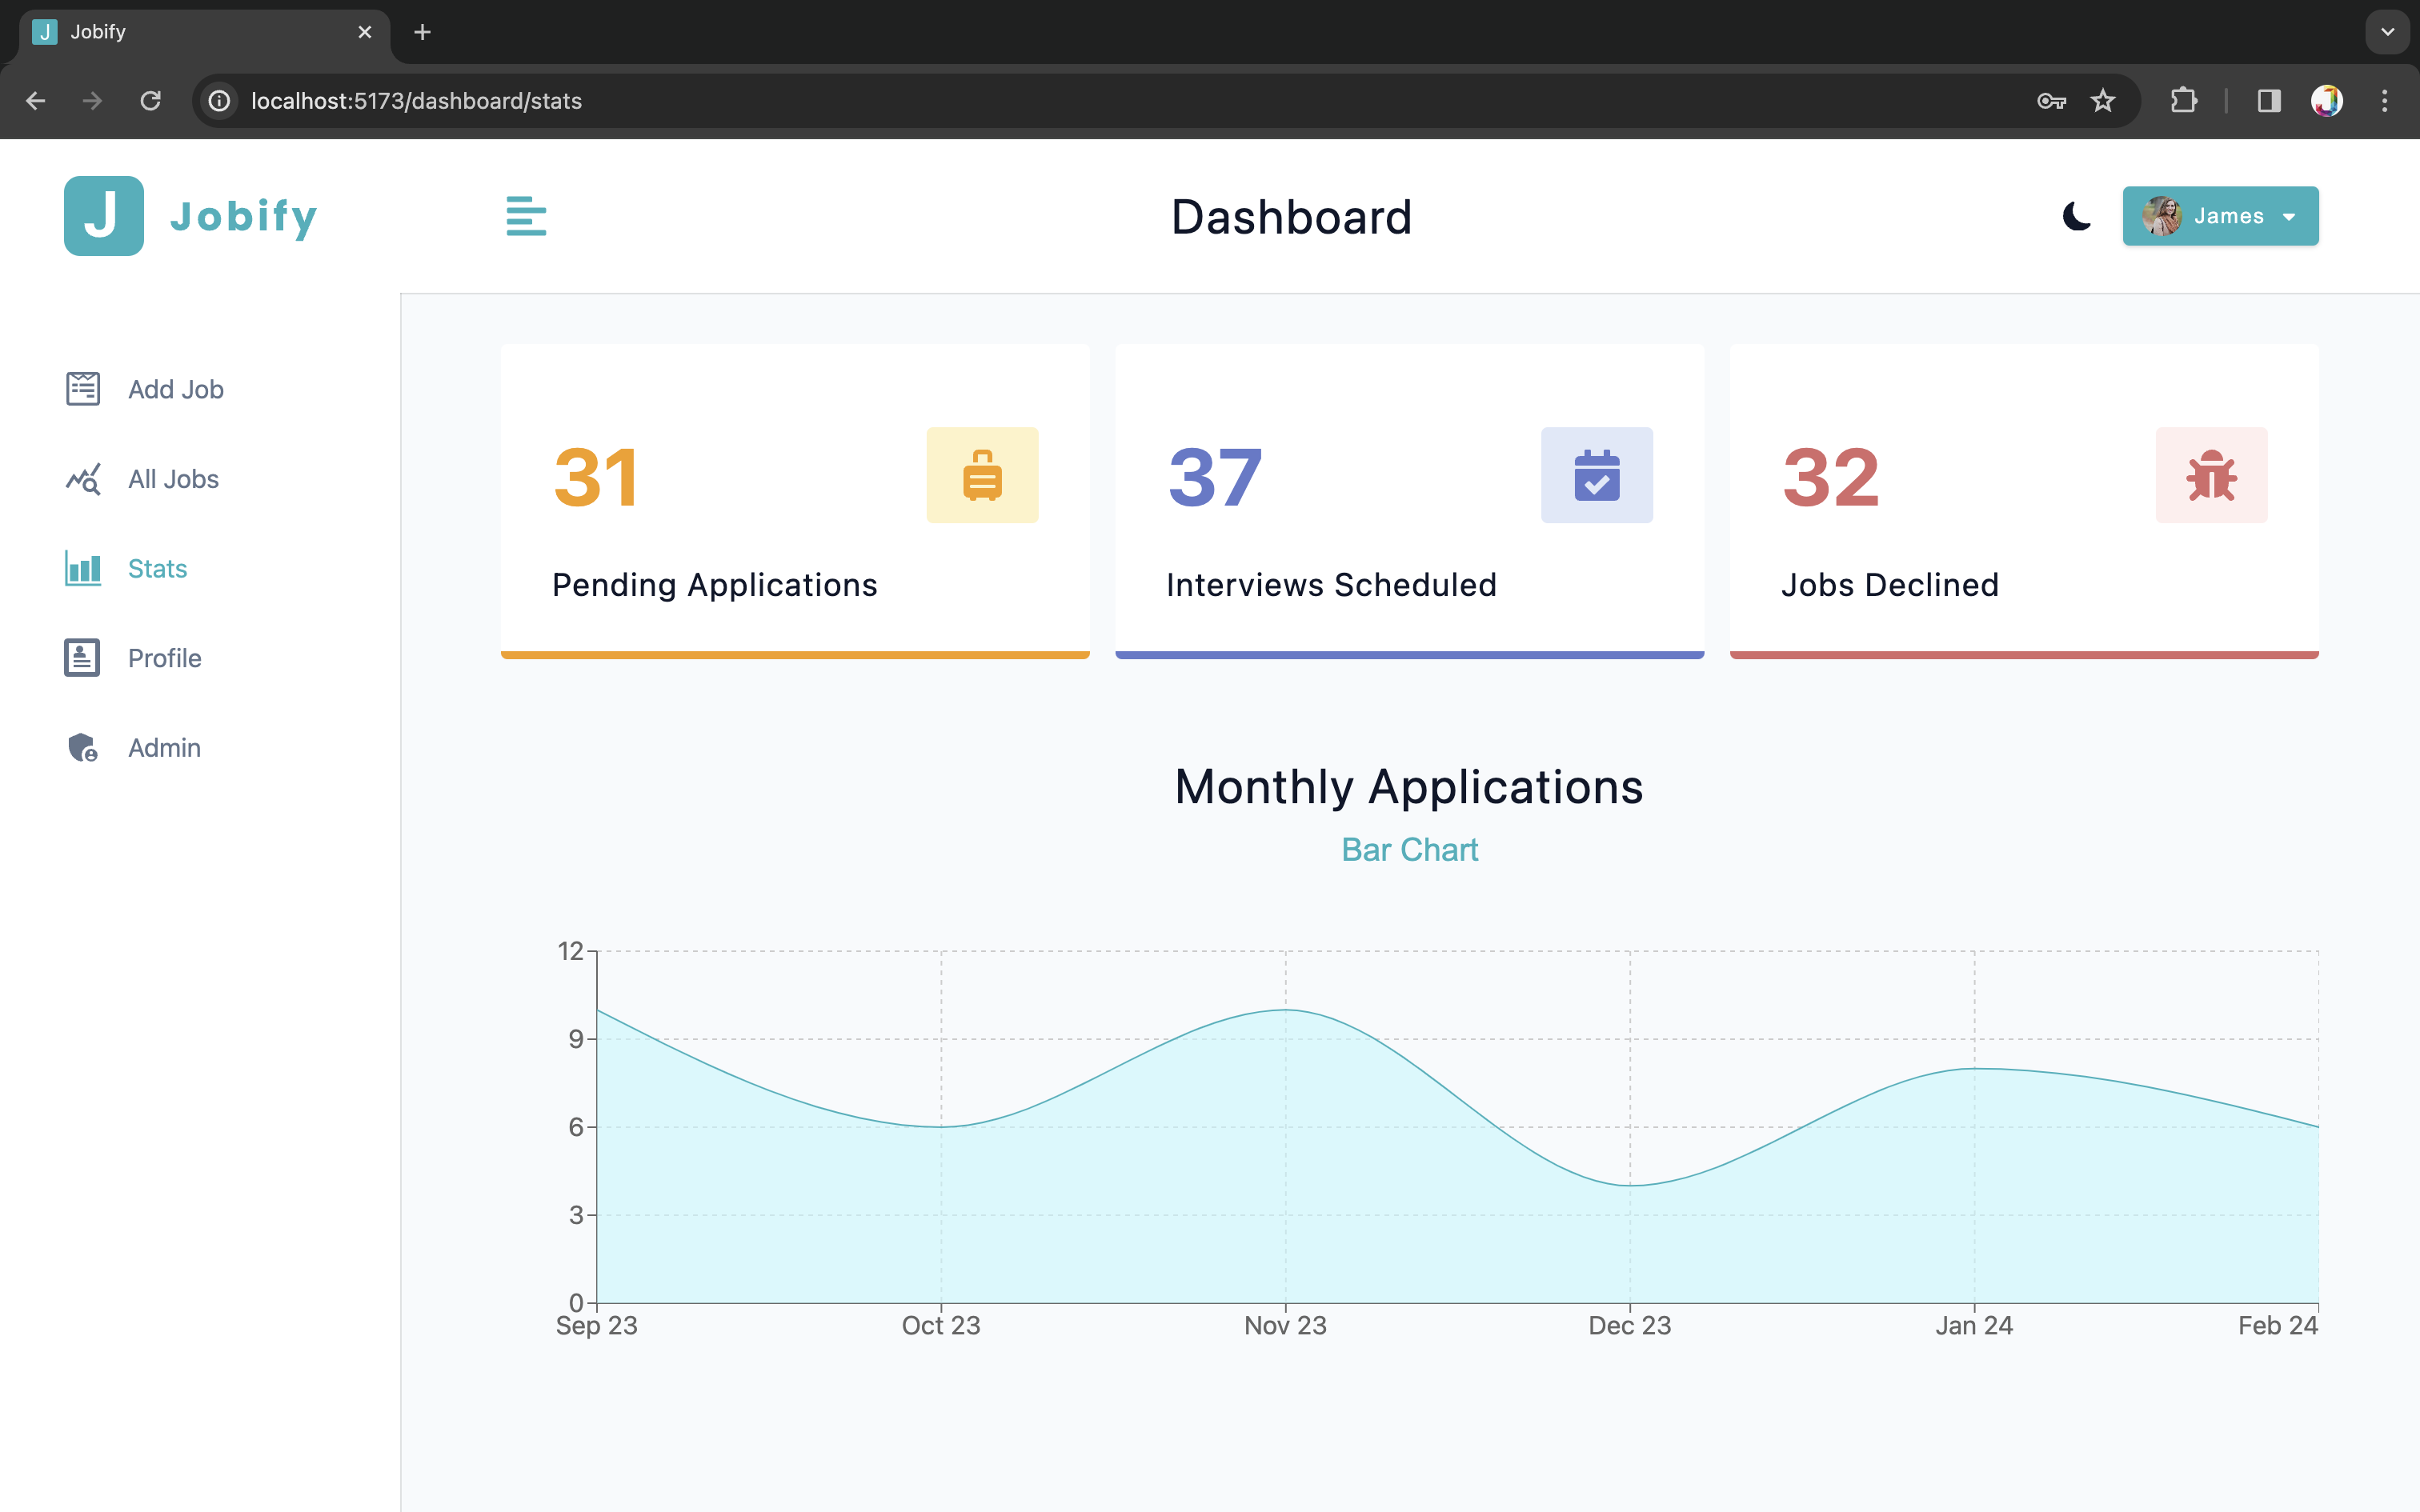 J Jobify
localhost:5173/dashboard/stats
J Jobify
Dashboard
James
Add Job
All Jobs
Stats
Profile
Admin
31
Pending Applications
37
Interviews Scheduled
32
Jobs Declined
Monthly Applications
Bar Chart
12
9
6
3
0
Sep 23 Oct 23 Nov 23 Dec 23 Jan 24 Feb 24